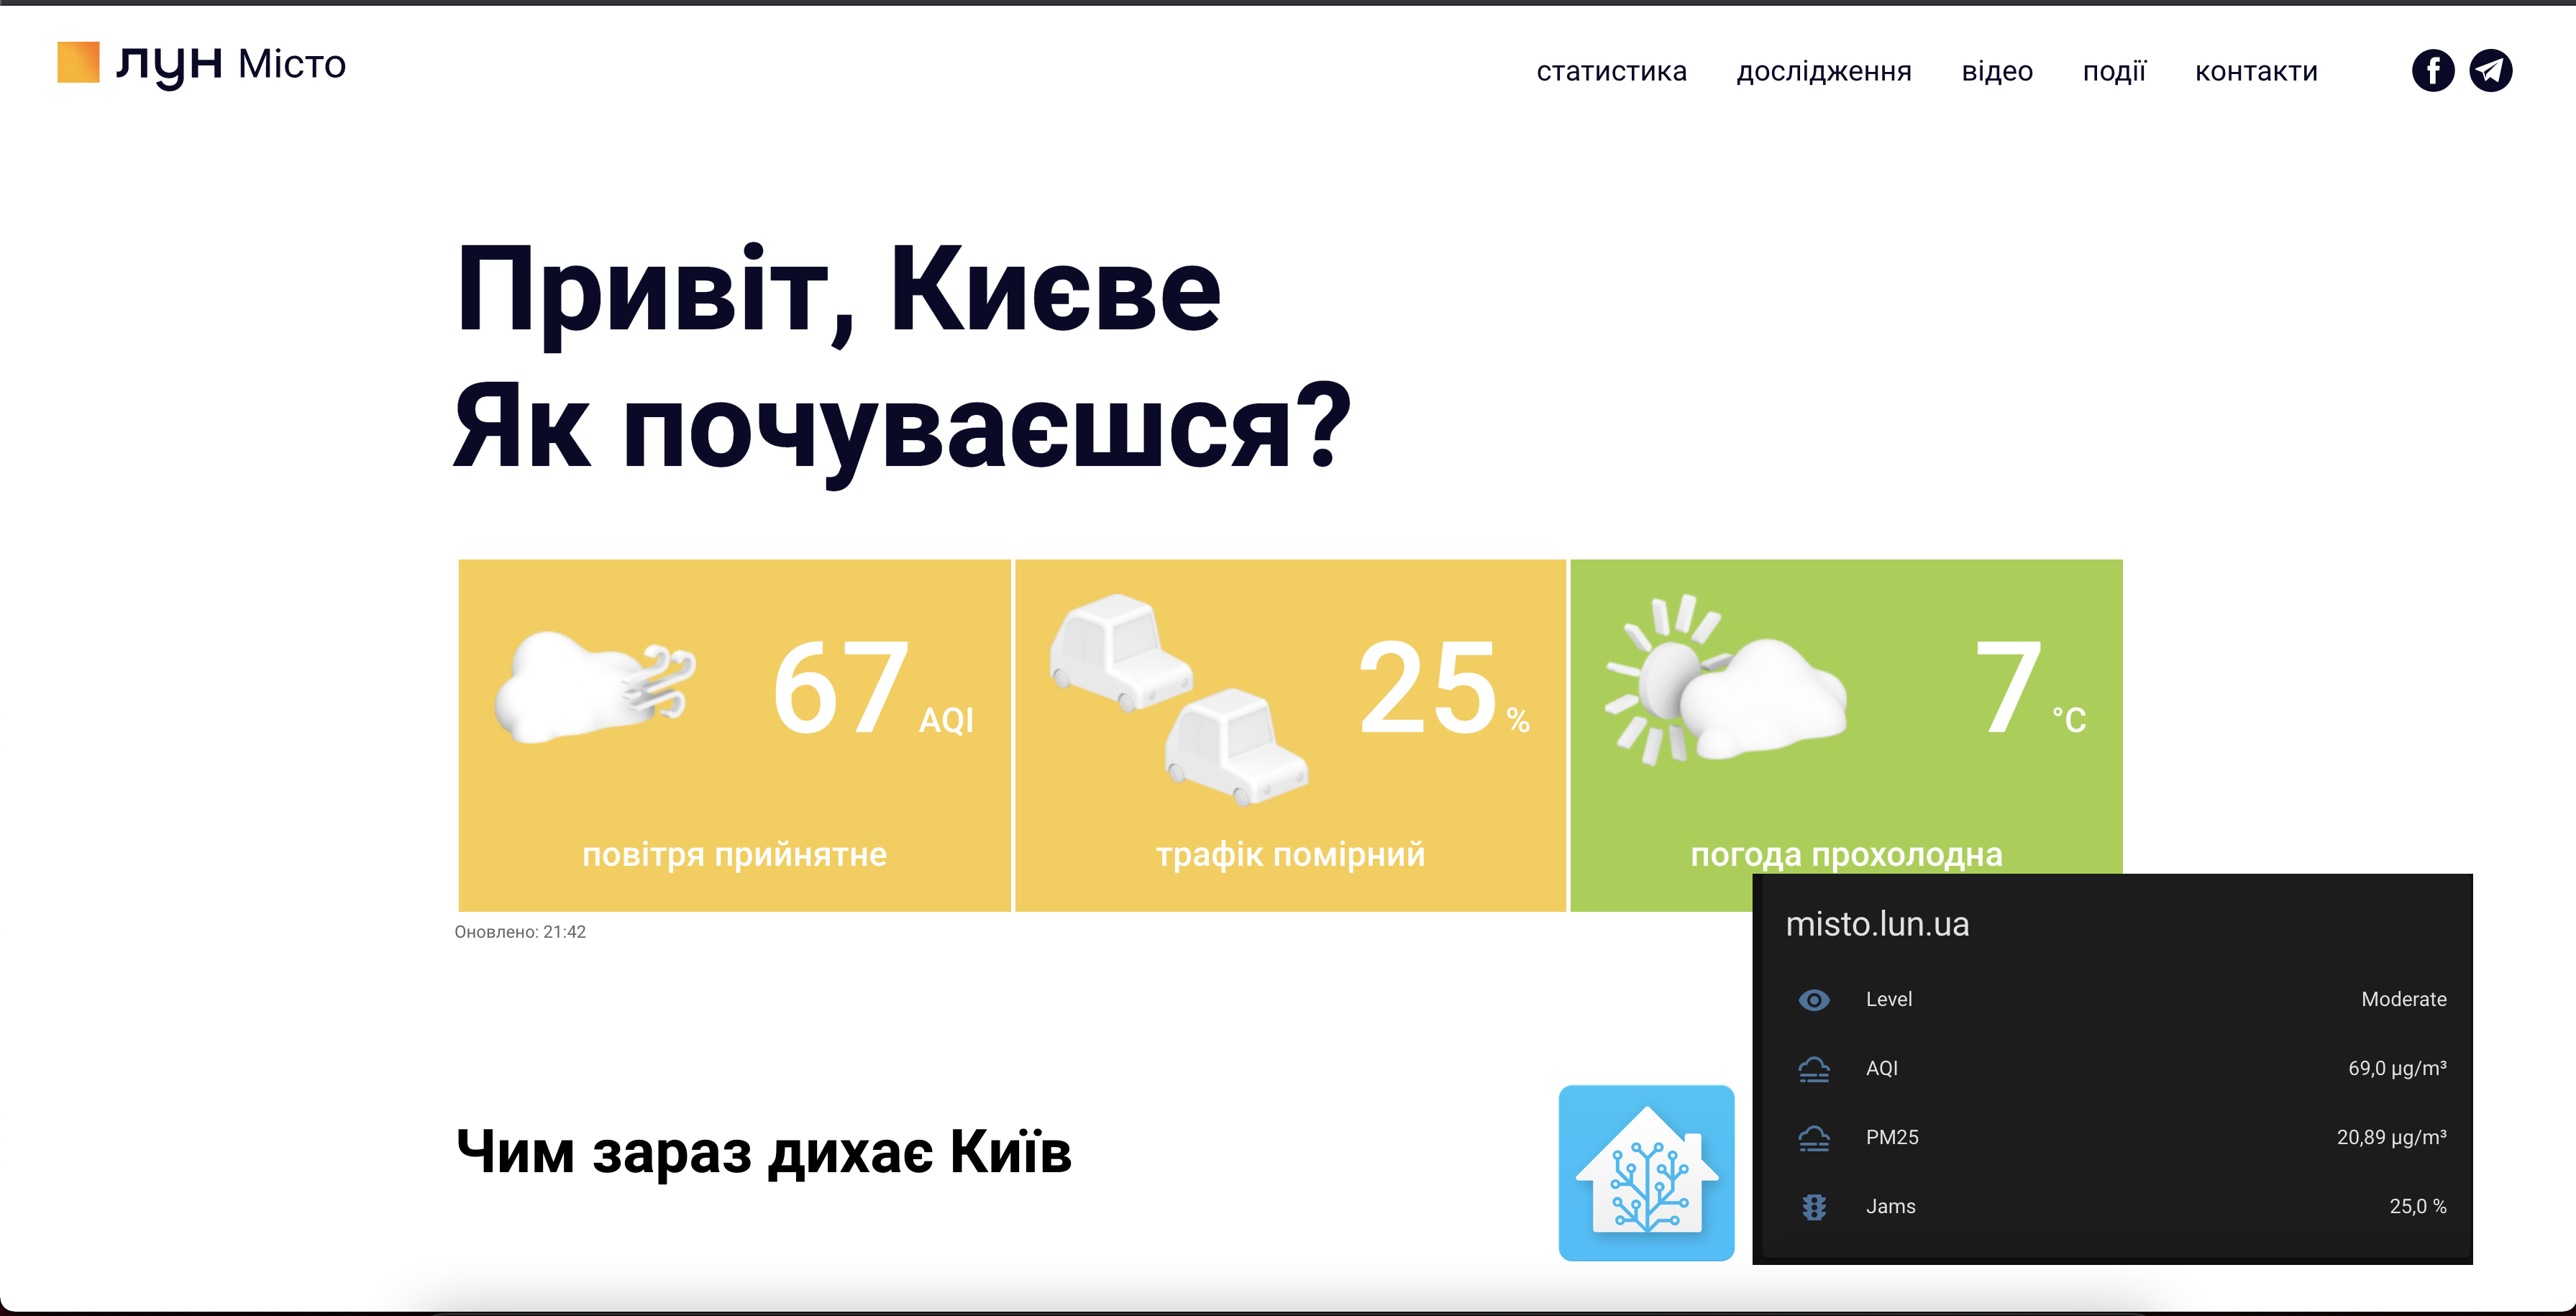 лун Місто
статистика дослідження відео події контакти
Привіт, Києве
Як почуваєшся?
67 AQI
повітря прийнятне
25 %
трафік помірний
7 °C
погода прохолодна
Оновлено: 21:42
Чим зараз дихає Київ
misto.lun.ua
Level Moderate
AQI 69,0 µg/m³
PM25 20,89 µg/m³
Jams 25,0 %